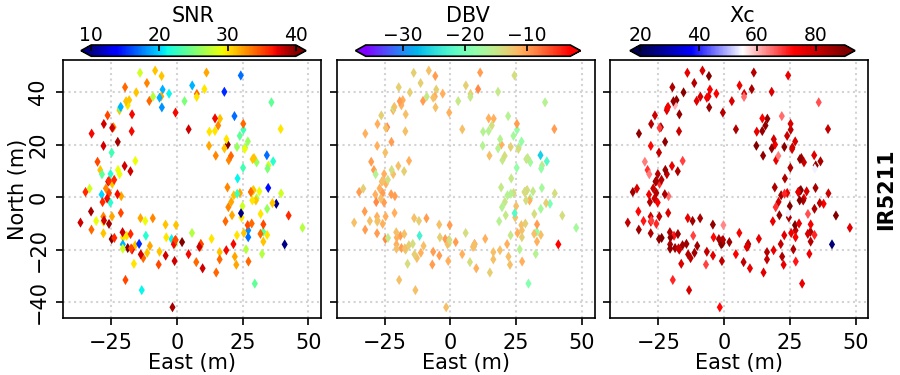 SNR DBV Xc
10 20 30 40 −30 −20 −10 20 40 60 80
North (m)
40
20
0
−20
−40
−25 0 25 50 −25 0 25 50 −25 0 25 50
East (m) East (m) East (m)
IR5211